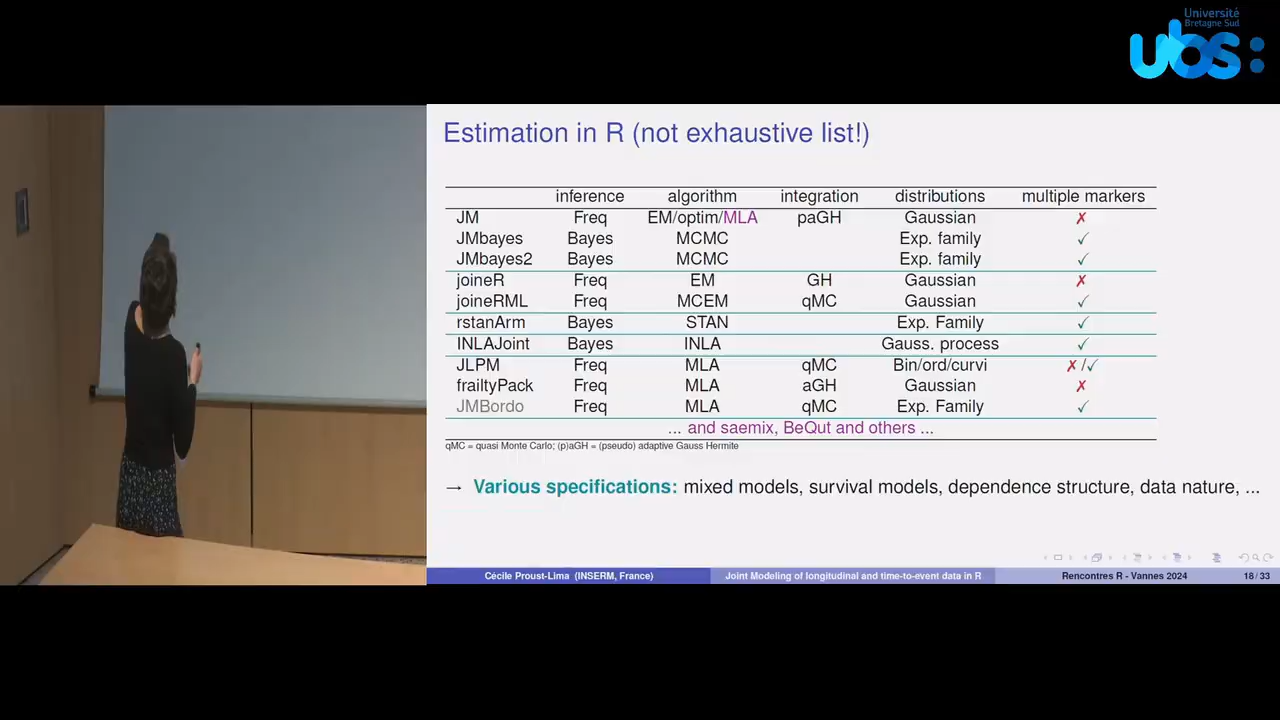 Université
Bretagne Sud
ubs:
Estimation in R (not exhaustive list!)
inference algorithm integration distributions multiple markers
JM Freq EM/optim/MLA paGH Gaussian ✗
JMbayes Bayes MCMC Exp. family ✓
JMbayes2 Bayes MCMC Exp. family ✓
joineR Freq EM GH Gaussian ✗
joineRML Freq MCEM qMC Gaussian ✓
rstanArm Bayes STAN Exp. Family ✓
INLAJoint Bayes INLA Gauss. process ✓
JLPM Freq MLA qMC Bin/ord/curvi ✗/✓
frailtyPack Freq MLA aGH Gaussian ✗
JMBordo Freq MLA qMC Exp. Family ✓
... and saemix, BeQut and others ...
qMC = quasi Monte Carlo; (p)aGH = (pseudo) adaptive Gauss Hermite
→ Various specifications: mixed models, survival models, dependence structure, data nature, ...
Cécile Proust-Lima (INSERM, France) Joint Modeling of longitudinal and time-to-event data in R Rencontres R - Vannes 2024 18 / 33